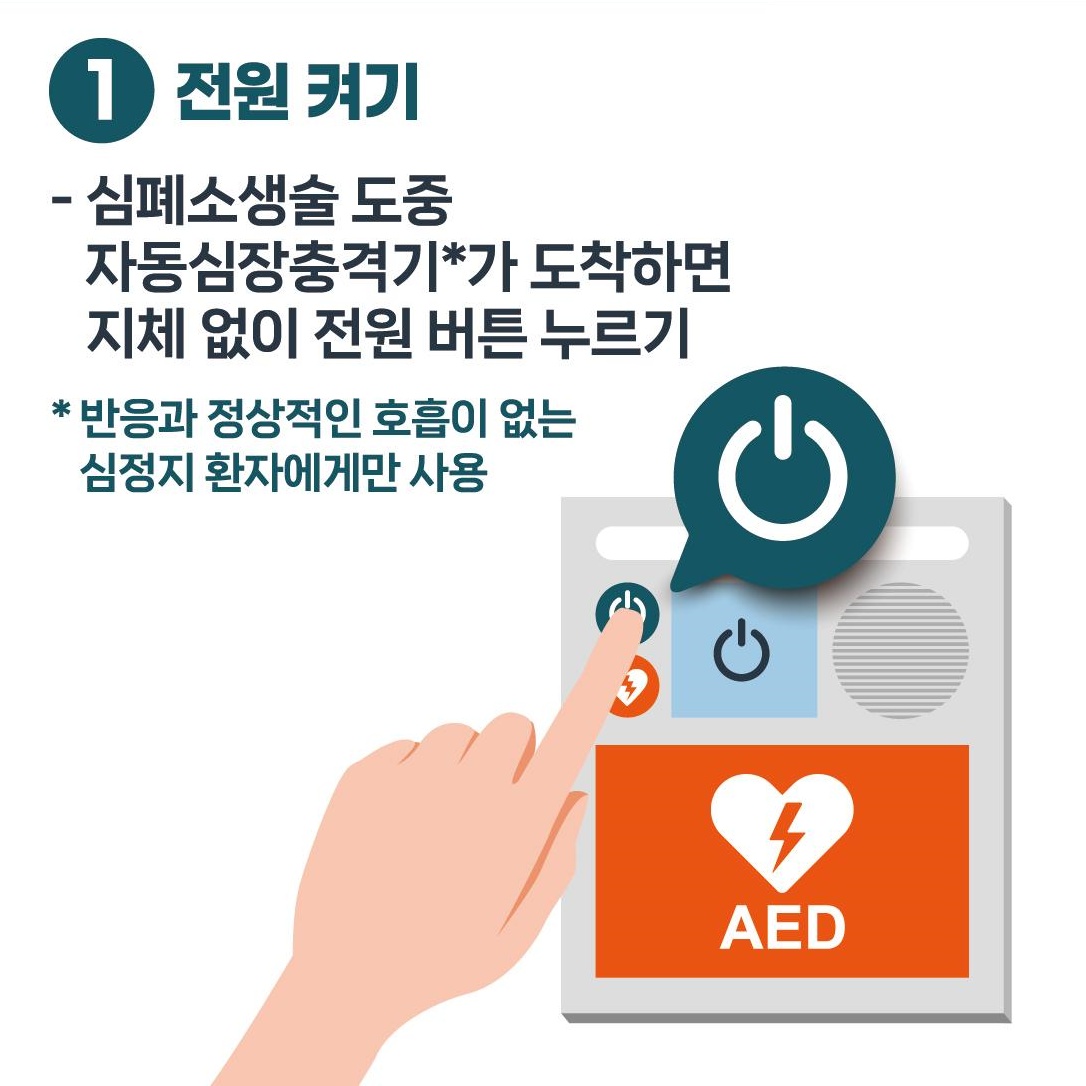 1 전원 켜기
- 심폐소생술 도중
자동심장충격기*가 도착하면
지체 없이 전원 버튼 누르기
* 반응과 정상적인 호흡이 없는
심정지 환자에게만 사용
AED